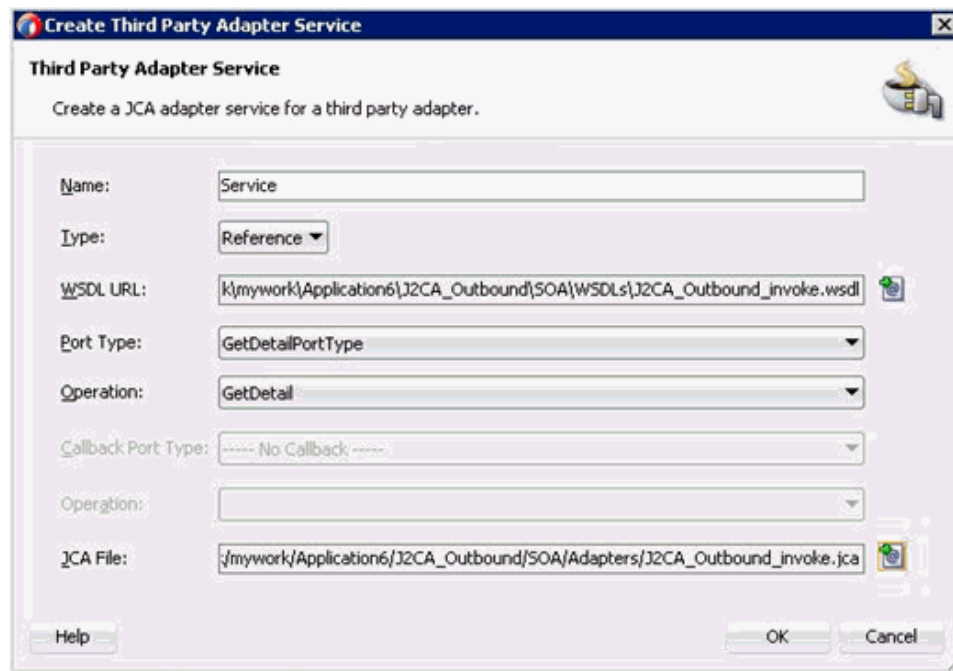 Create Third Party Adapter Service
Third Party Adapter Service
Create a JCA adapter service for a third party adapter.
Name: Service
Type: Reference
WSDL URL: k\mywork\Application6\J2CA_Outbound\SOA\WSDLs\J2CA_Outbound_invoke.wsdl
Port Type: GetDetailPortType
Operation: GetDetail
Callback Port Type: ----- No Callback -----
Operation:
JCA File: :/mywork/Application6/J2CA_Outbound/SOA/Adapters/J2CA_Outbound_invoke.jca
Help OK Cancel